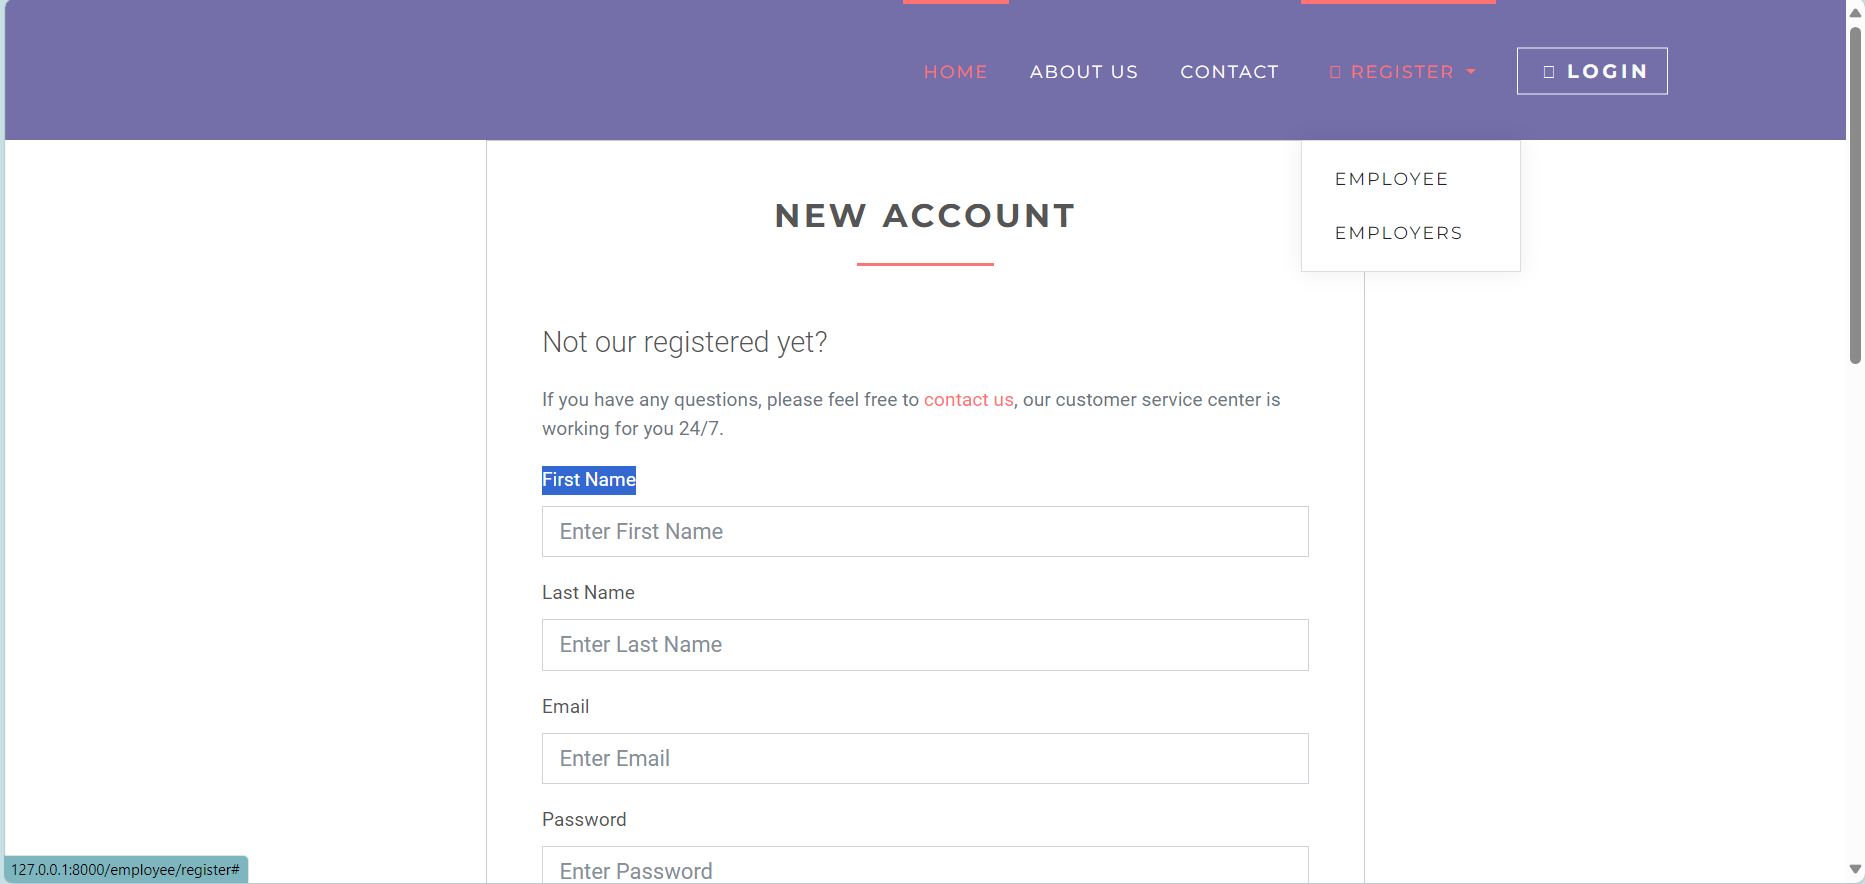 HOME ABOUT US CONTACT REGISTER LOGIN
EMPLOYEE
EMPLOYERS
NEW ACCOUNT
Not our registered yet?
If you have any questions, please feel free to contact us, our customer service center is
working for you 24/7.
First Name
Enter First Name
Last Name
Enter Last Name
Email
Enter Email
Password
Enter Password
127.0.0.1:8000/employee/register#